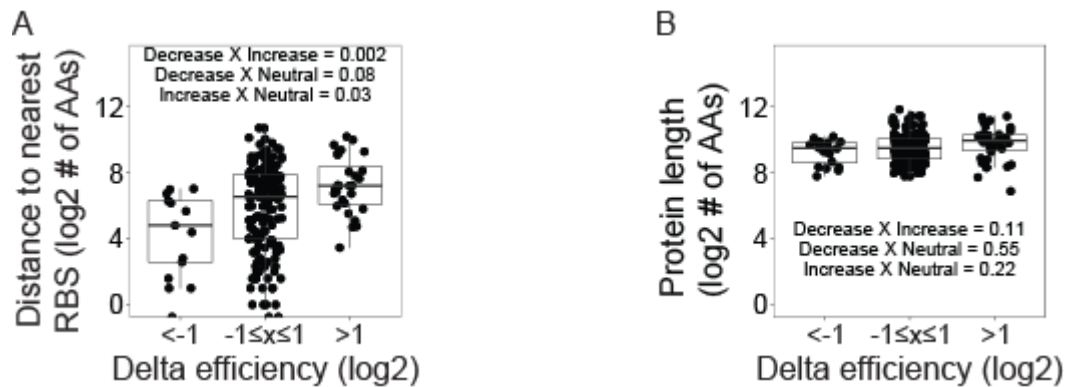 A
Distance to nearest
RBS (log2 # of AAs)
Decrease X Increase = 0.002
Decrease X Neutral = 0.08
Increase X Neutral = 0.03
12
8
4
0
<-1
-1≤x≤1
>1
Delta efficiency (log2)
B
Protein length
(log2 # of AAs)
12
8
4
0
Decrease X Increase = 0.11
Decrease X Neutral = 0.55
Increase X Neutral = 0.22
<-1
-1≤x≤1
>1
Delta efficiency (log2)